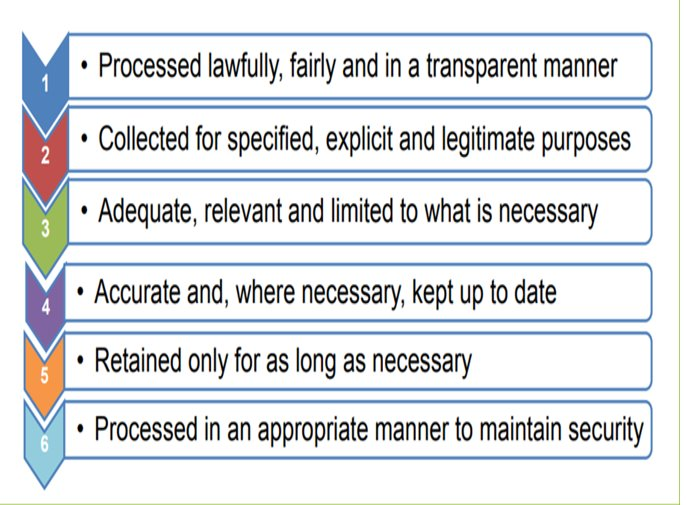 1 • Processed lawfully, fairly and in a transparent manner
2 • Collected for specified, explicit and legitimate purposes
3 • Adequate, relevant and limited to what is necessary
4 • Accurate and, where necessary, kept up to date
5 • Retained only for as long as necessary
6 • Processed in an appropriate manner to maintain security